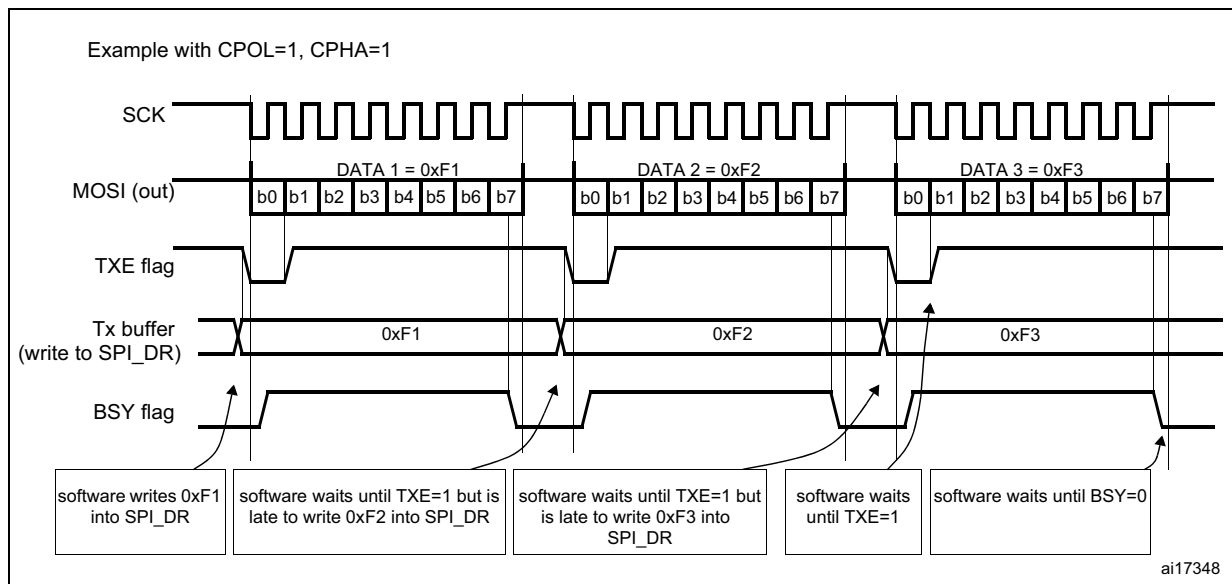 Example with CPOL=1, CPHA=1
SCK
DATA 1 = 0xF1
DATA 2 = 0xF2
DATA 3 = 0xF3
MOSI (out)
b0 b1 b2 b3 b4 b5 b6 b7
b0 b1 b2 b3 b4 b5 b6 b7
b0 b1 b2 b3 b4 b5 b6 b7
TXE flag
Tx buffer
(write to SPI_DR)
0xF1
0xF2
0xF3
BSY flag
software writes 0xF1
into SPI_DR
software waits until TXE=1 but is
late to write 0xF2 into SPI_DR
software waits until TXE=1 but
is late to write 0xF3 into
SPI_DR
software waits
until TXE=1
software waits until BSY=0
ai17348